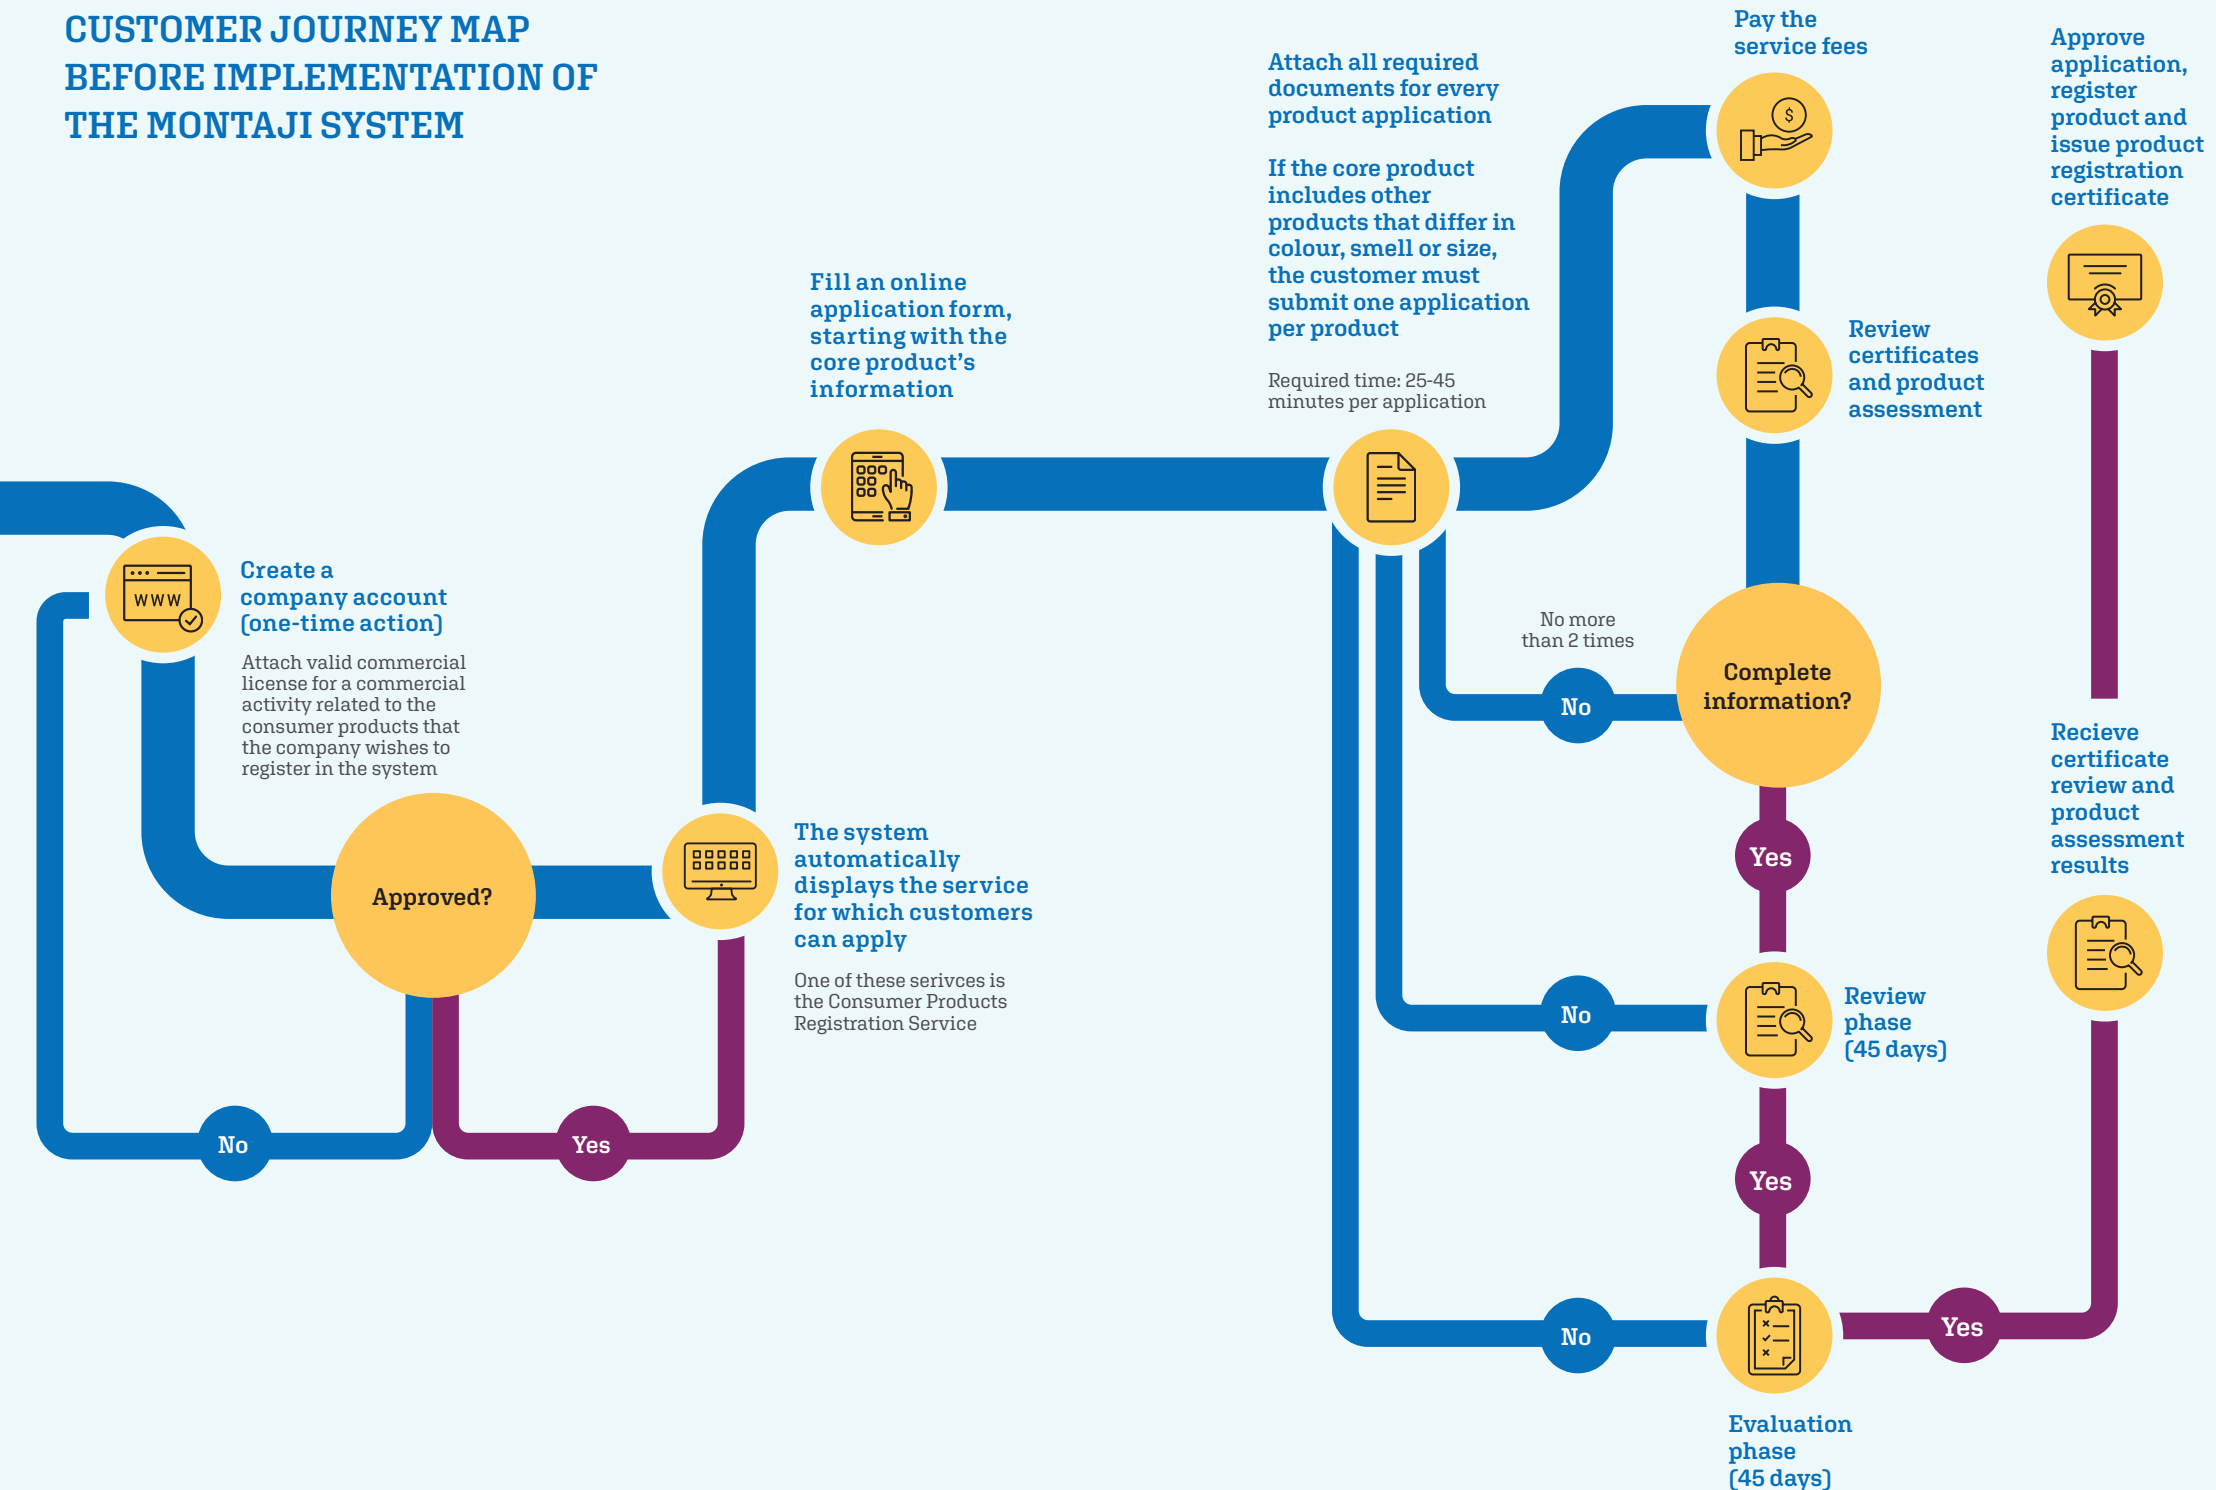 CUSTOMER JOURNEY MAP
BEFORE IMPLEMENTATION OF
THE MONTAJI SYSTEM
WWW
Create a
company account
(one-time action)
Attach valid commercial
license for a commercial
activity related to the
consumer products that
the company wishes to
register in the system
Approved?
No
Yes
The system
automatically
displays the service
for which customers
can apply
One of these serivces is
the Consumer Products
Registration Service
Fill an online
application form,
starting with the
core product's
information
Attach all required
documents for every
product application
If the core product
includes other
products that differ in
colour, smell or size,
the customer must
submit one application
per product
Required time: 25-45
minutes per application
Pay the
service fees
$
Review
certificates
and product
assessment
Complete
information?
No more
than 2 times
No
Yes
Review
phase
(45 days)
No
Yes
Evaluation
phase
(45 days)
No
Yes
Recieve
certificate
review and
product
assessment
results
Approve
application,
register
product and
issue product
registration
certificate